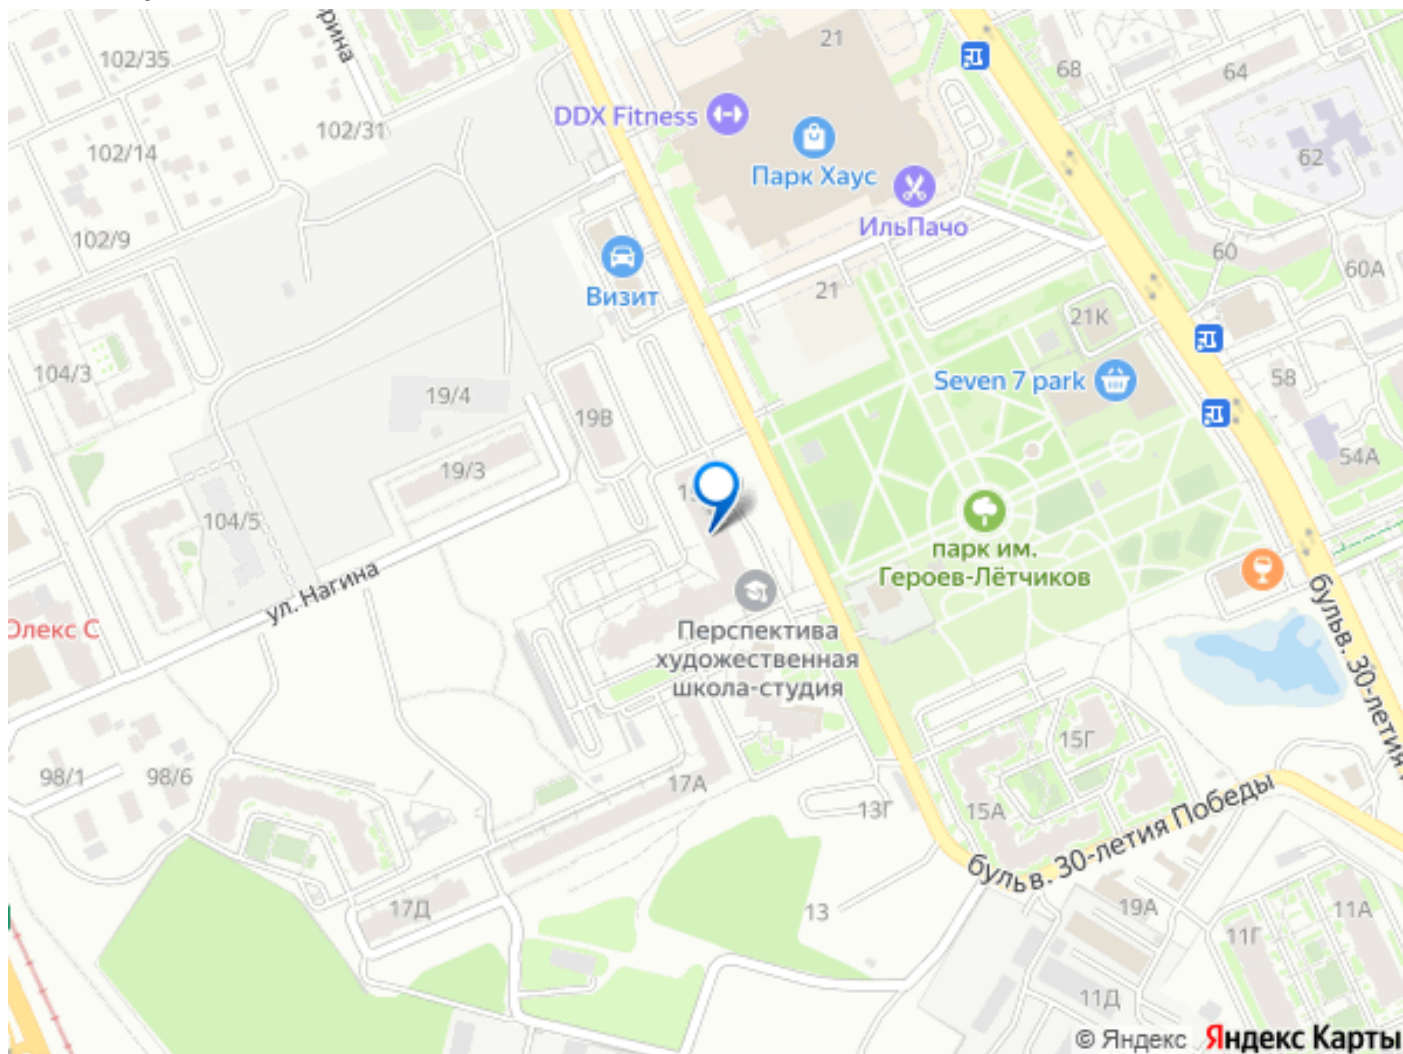 102/35
рина
21
68
64
DDX Fitness
102/31
102/14
62
Парк Хаус
ИльПачо
102/9
60
60А
Визит
21
21К
104/3
19/4
Seven 7 park
58
19В
19/3
54А
104/5
парк им.
Героев-Лётчиков
ул. Нагина
Олекс С
Перспектива
художественная
школа-студия
бульв. 30-летия
98/1
98/6
17А
15Г
13Г
15А
бульв. 30-летия Победы
17Д
13
19А
11А
11Г
11Д
© Яндекс Яндекс Карты